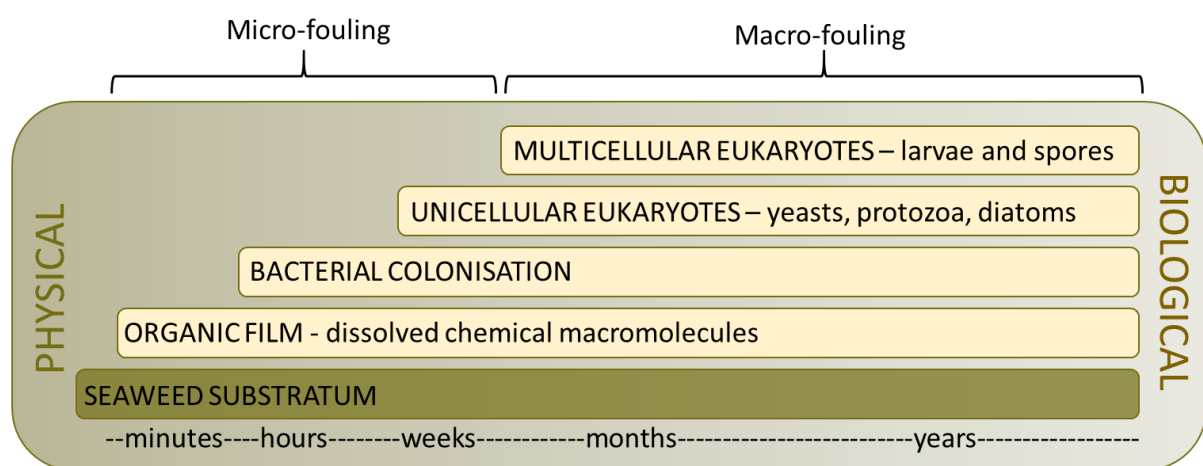 Micro-fouling
Macro-fouling
MULTICELLULAR EUKARYOTES – larvae and spores
UNICELLULAR EUKARYOTES – yeasts, protozoa, diatoms
BACTERIAL COLONISATION
ORGANIC FILM - dissolved chemical macromolecules
SEAWEED SUBSTRATUM
--minutes----hours--------weeks------------months------------------------years----------------
PHYSICAL
BIOLOGICAL